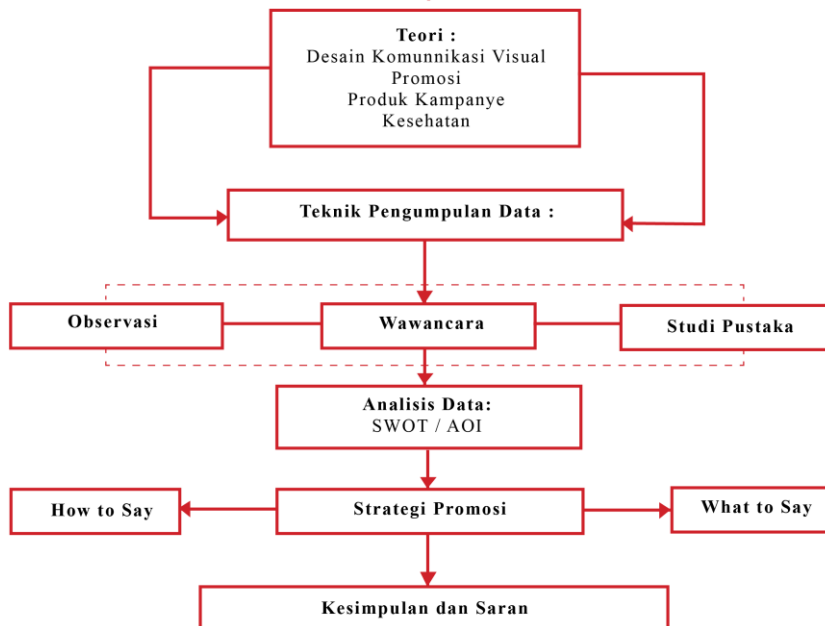 Teori :
Desain Komunnikasi Visual
Promosi
Produk Kampanye
Kesehatan
Teknik Pengumpulan Data :
Observasi
Wawancara
Studi Pustaka
Analisis Data:
SWOT / AOI
How to Say
Strategi Promosi
What to Say
Kesimpulan dan Saran